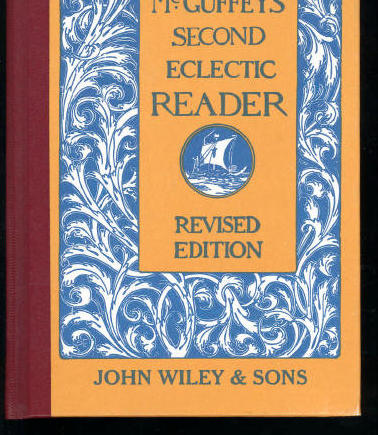 McGUFFEY'S
SECOND
ECLECTIC
READER
REVISED
EDITION
JOHN WILEY & SONS